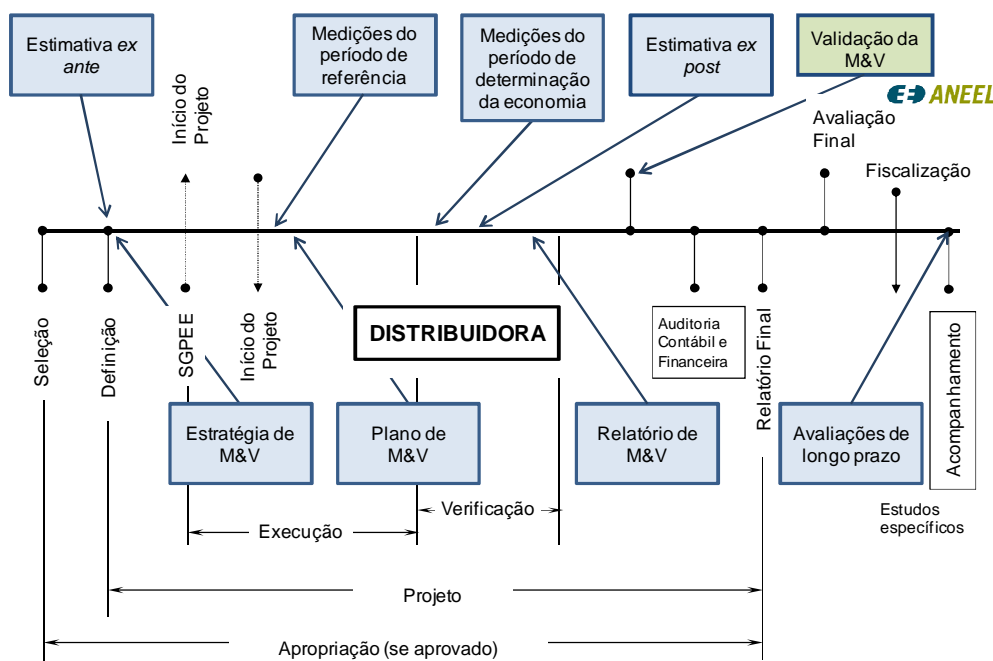 Estimativa ex
ante
Início do
Projeto
Medições do
período de
referência
Medições do
período de
determinação
da economia
Estimativa ex
post
Validação da
M&V
ANEEL
Avaliação
Final
Fiscalização
Seleção
Definição
SGPEE
Início do
Projeto
DISTRIBUIDORA
Auditoria
Contábil e
Financeira
Relatório Final
Acompanhamento
Estratégia de
M&V
Plano de
M&V
Relatório de
M&V
Avaliações de
longo prazo
Estudos
específicos
Verificação
Execução
Projeto
Apropriação (se aprovado)